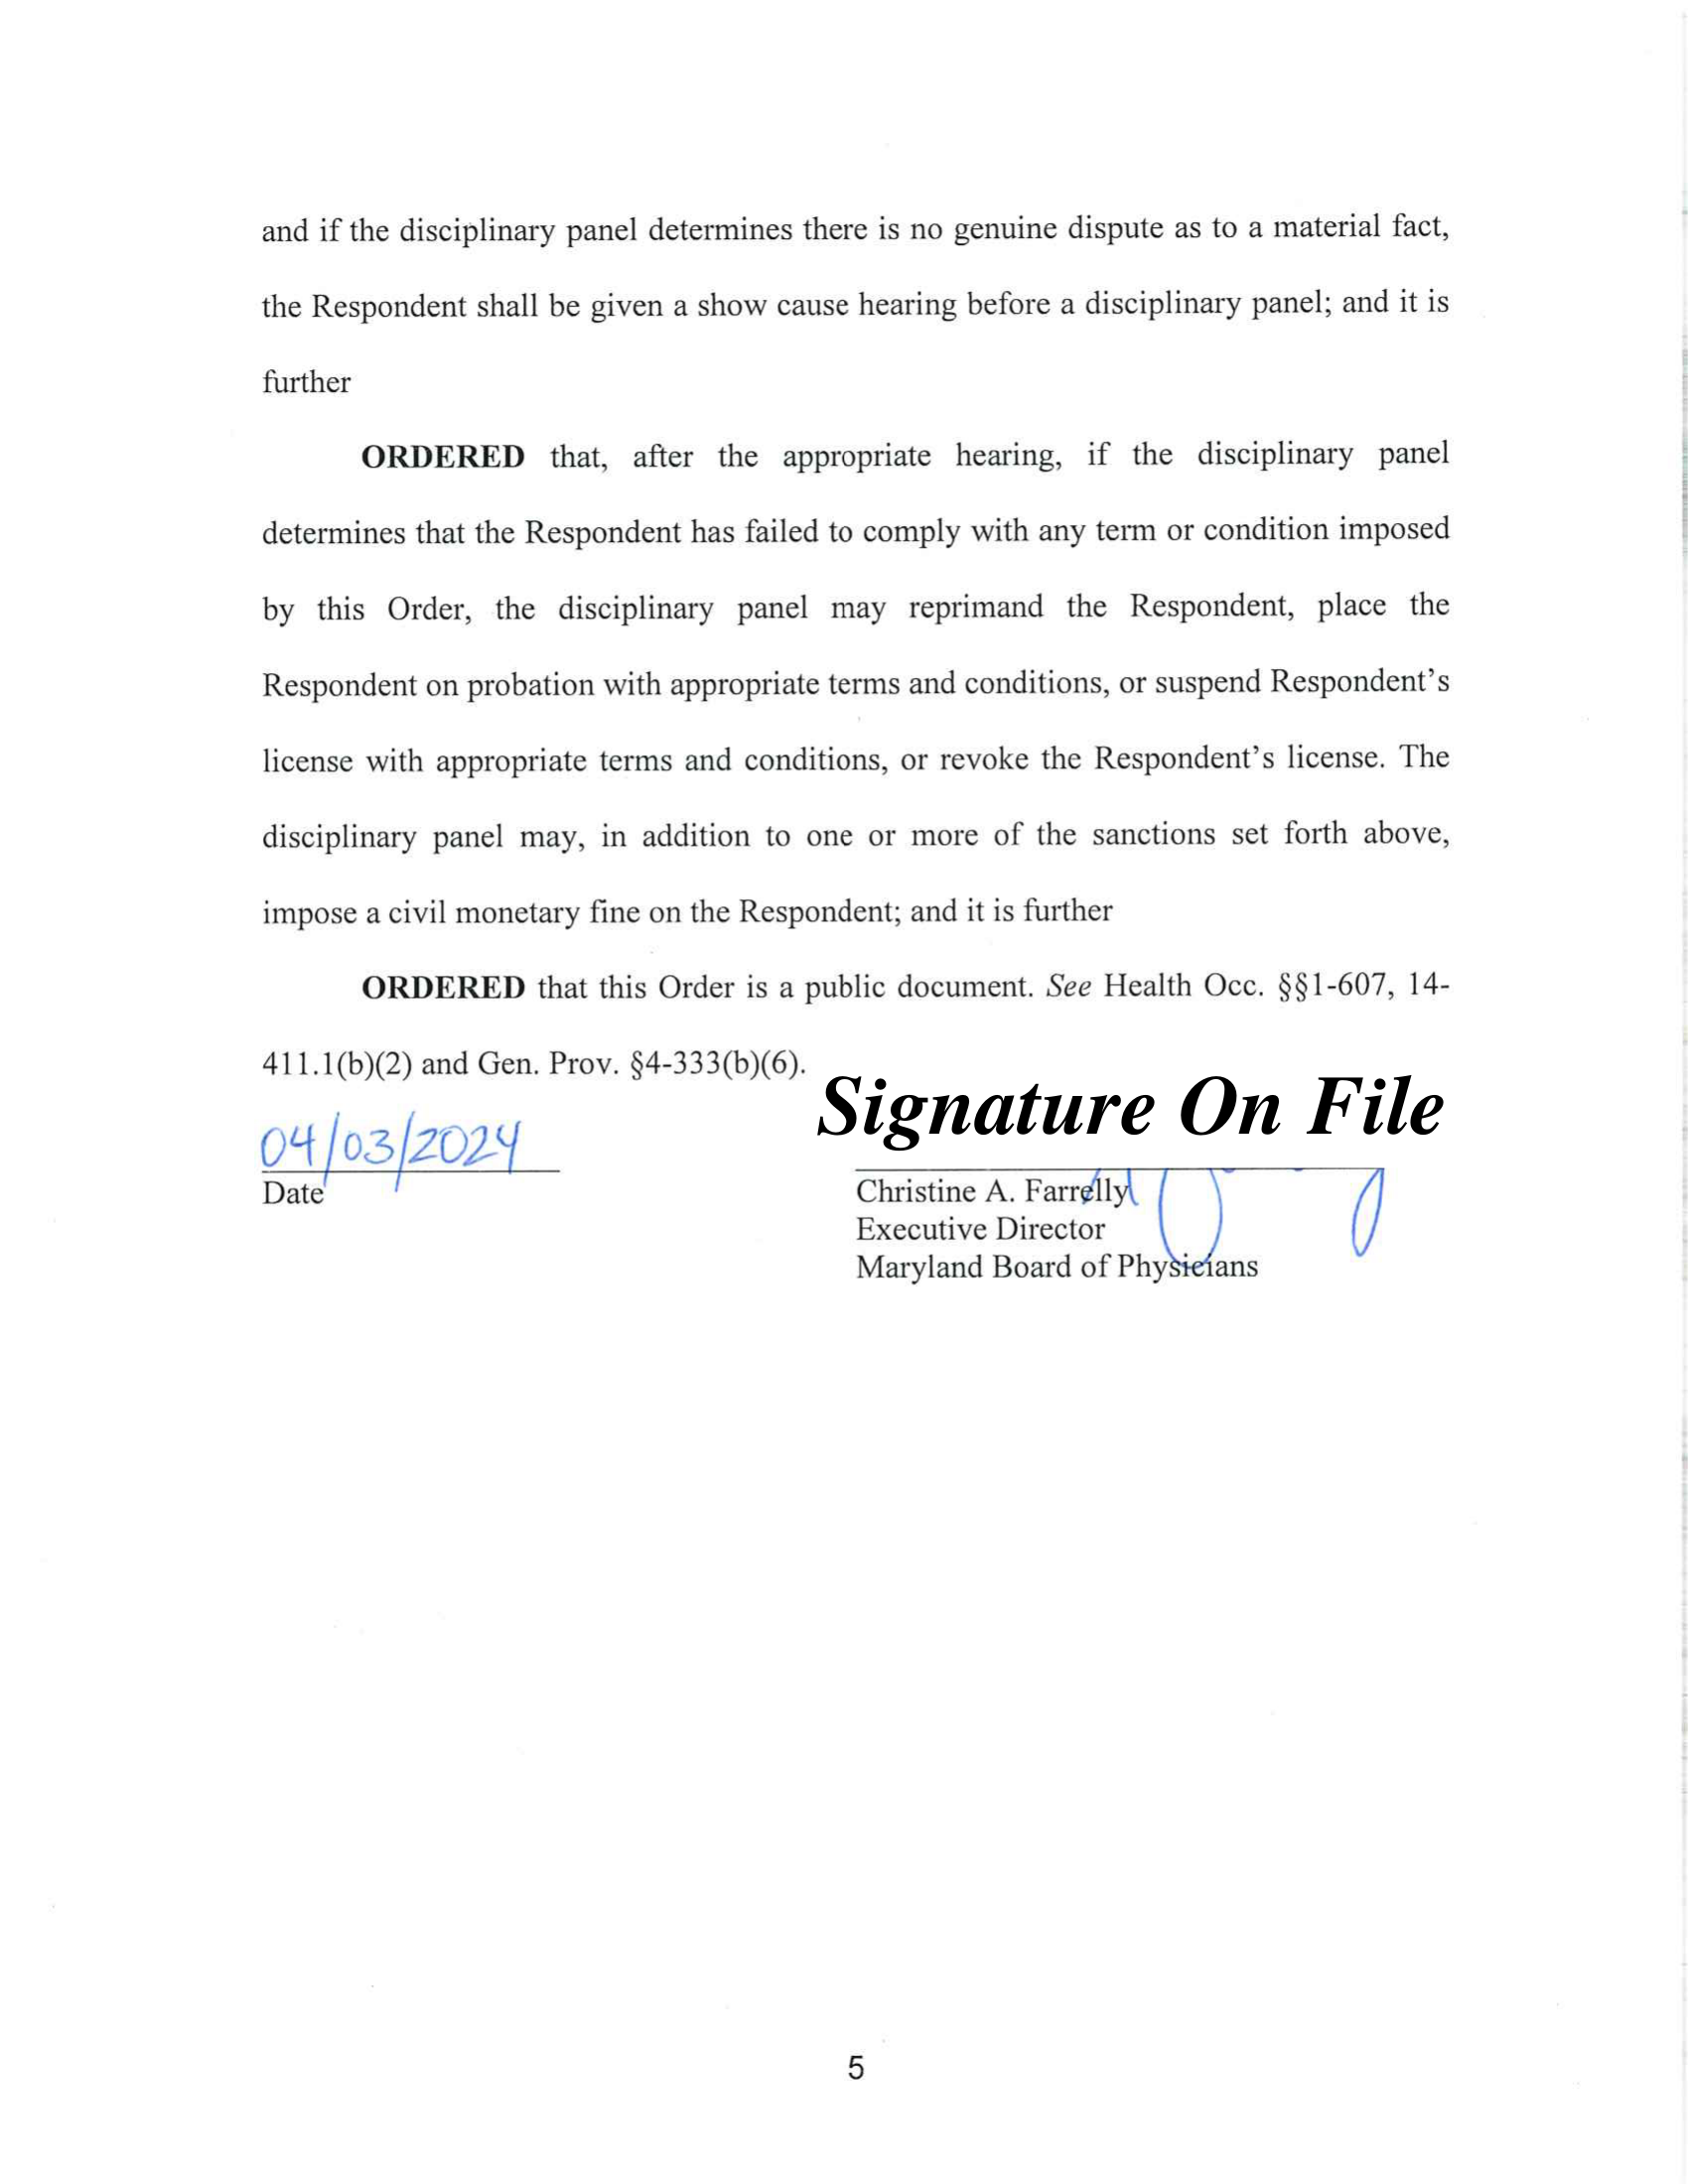 and if the disciplinary panel determines there is no genuine dispute as to a material fact,
the Respondent shall be given a show cause hearing before a disciplinary panel; and it is
further
ORDERED that, after the appropriate hearing, if the disciplinary panel
determines that the Respondent has failed to comply with any term or condition imposed
by this Order, the disciplinary panel may reprimand the Respondent, place the
Respondent on probation with appropriate terms and conditions, or suspend Respondent's
license with appropriate terms and conditions, or revoke the Respondent's license. The
disciplinary panel may, in addition to one or more of the sanctions set forth above,
impose a civil monetary fine on the Respondent; and it is further
ORDERED that this Order is a public document. See Health Occ. §§1-607, 14-
411.1(b)(2) and Gen. Prov. §4-333(b)(6).
Signature On File
04/03/2024
Date
Christine A. Farrelly
Executive Director
Maryland Board of Physicians
5